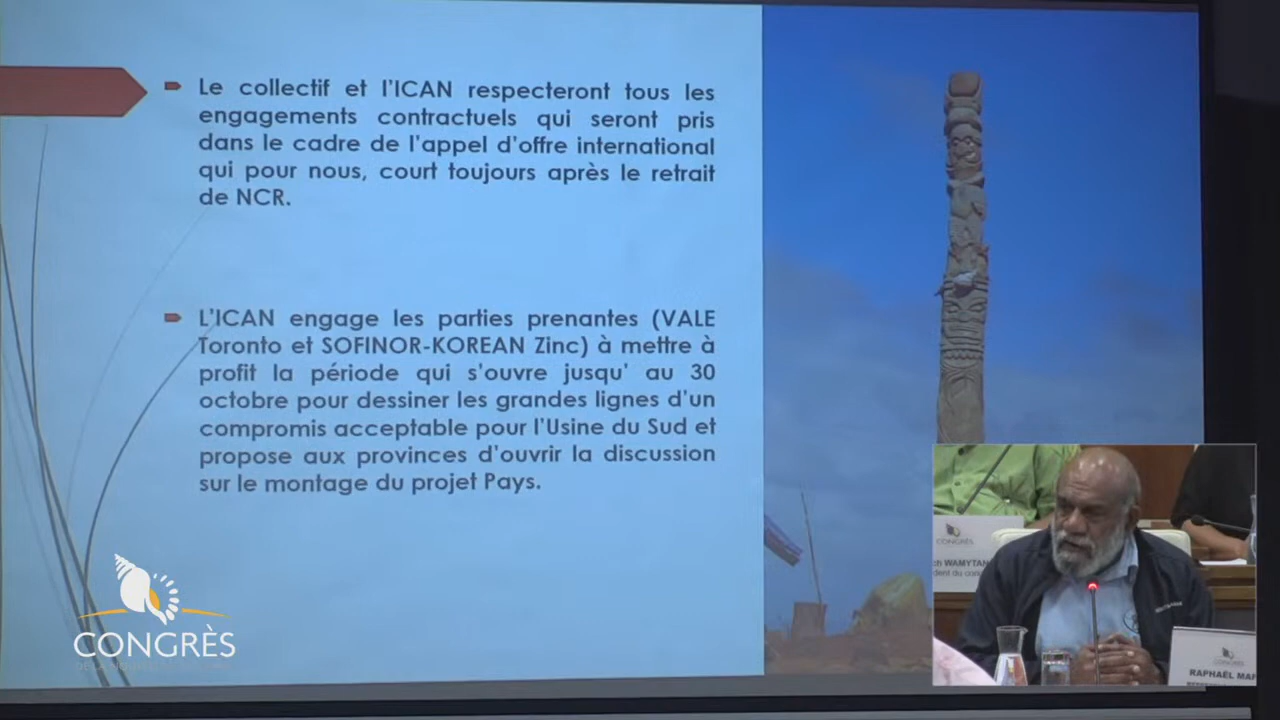 Le collectif et l'ICAN respecteront tous les
engagements contractuels qui seront pris
dans le cadre de l'appel d'offre international
qui pour nous, court toujours après le retrait
de NCR.
L'ICAN engage les parties prenantes (VALE
Toronto et SOFINOR-KOREAN Zinc) à mettre à
profit la période qui s'ouvre jusqu' au 30
octobre pour dessiner les grandes lignes d'un
compromis acceptable pour l'Usine du Sud et
propose aux provinces d'ouvrir la discussion
sur le montage du projet Pays.
CONGRÈS
CONGRÈS
WAMYTAN
CONGRÈS
RAPHAËL